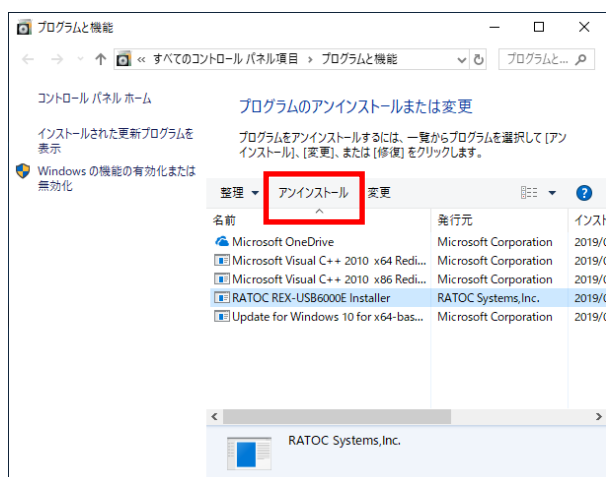 プログラムと機能
« すべてのコントロール パネル項目 › プログラムと機能
プログラムと...
コントロール パネル ホーム
インストールされた更新プログラムを
表示
Windows の機能の有効化または
無効化
プログラムのアンインストールまたは変更
プログラムをアンインストールするには、一覧からプログラムを選択して [アン
インストール]、[変更]、または [修復] をクリックします。
整理 アンインストール 変更
名前 発行元 インスト
Microsoft OneDrive Microsoft Corporation 2019/0
Microsoft Visual C++ 2010 x64 Redi... Microsoft Corporation 2019/0
Microsoft Visual C++ 2010 x86 Redi... Microsoft Corporation 2019/0
RATOC REX-USB6000E Installer RATOC Systems,Inc. 2019/0
Update for Windows 10 for x64-bas... Microsoft Corporation 2019/0
RATOC Systems,Inc.